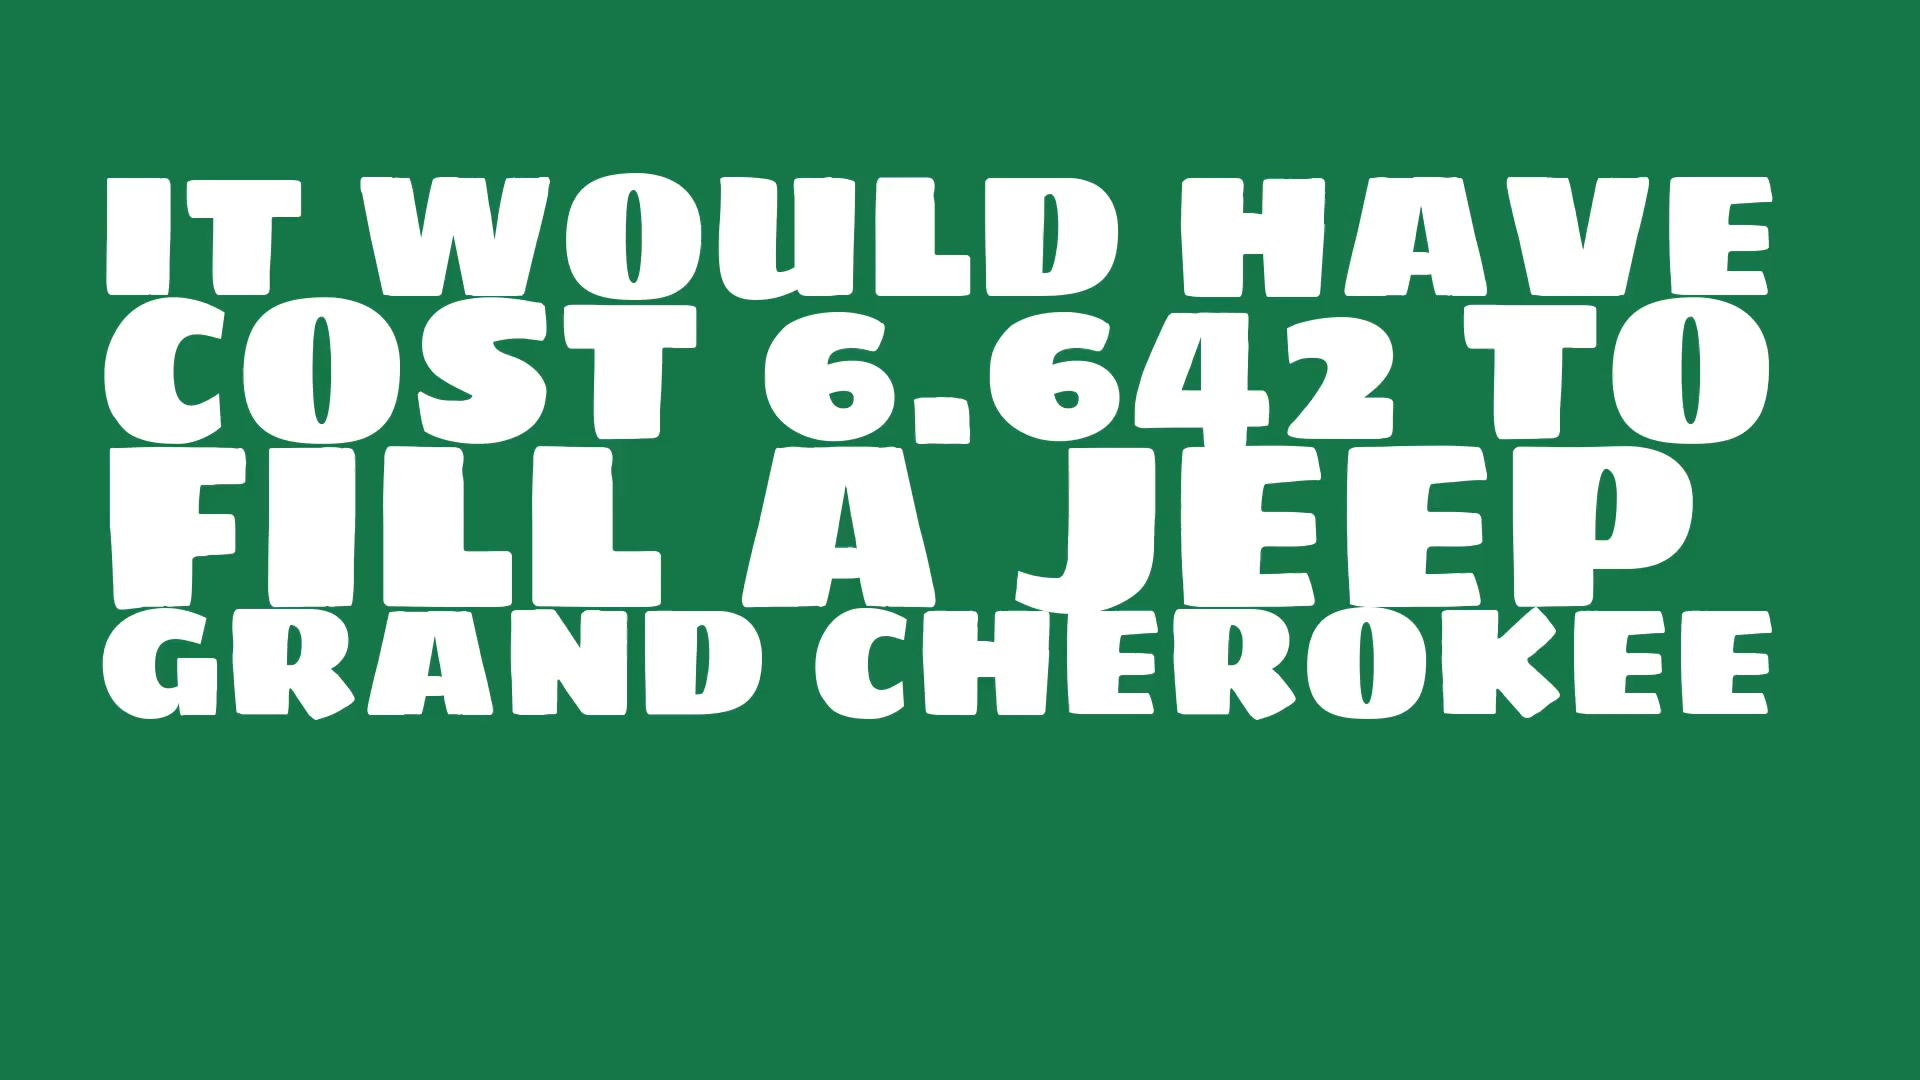 IT WOULD HAVE
COST 6.642 TO
FILL A JEEP
GRAND CHEROKEE